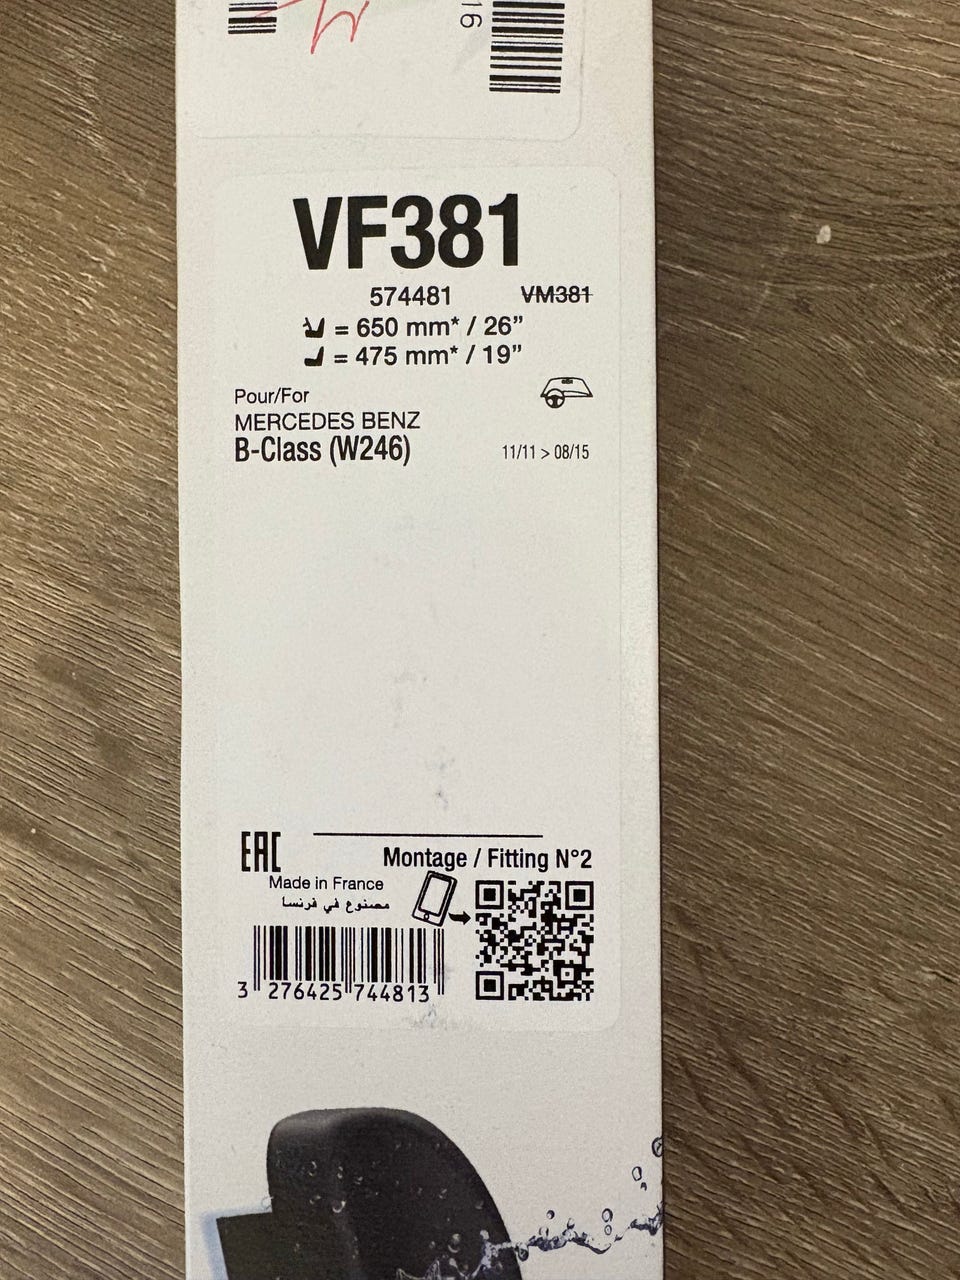 16
VF381
574481 VM381
= 650 mm* / 26”
= 475 mm* / 19”
Pour/For
MERCEDES BENZ
B-Class (W246) 11/11 > 08/15
EAC
Montage / Fitting N°2
Made in France
مصنوع في فرنسا
3 276425 744813